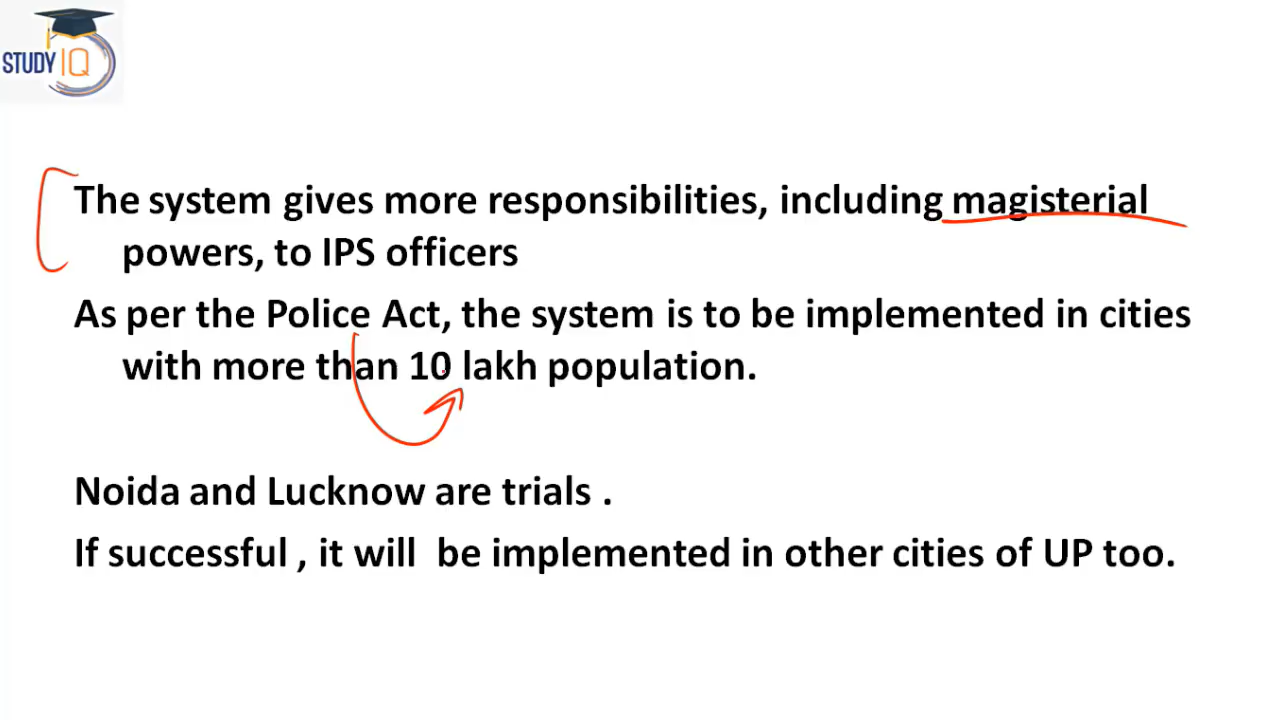 STUDY IQ
The system gives more responsibilities, including magisterial
powers, to IPS officers
As per the Police Act, the system is to be implemented in cities
with more than 10 lakh population.
Noida and Lucknow are trials .
If successful , it will be implemented in other cities of UP too.